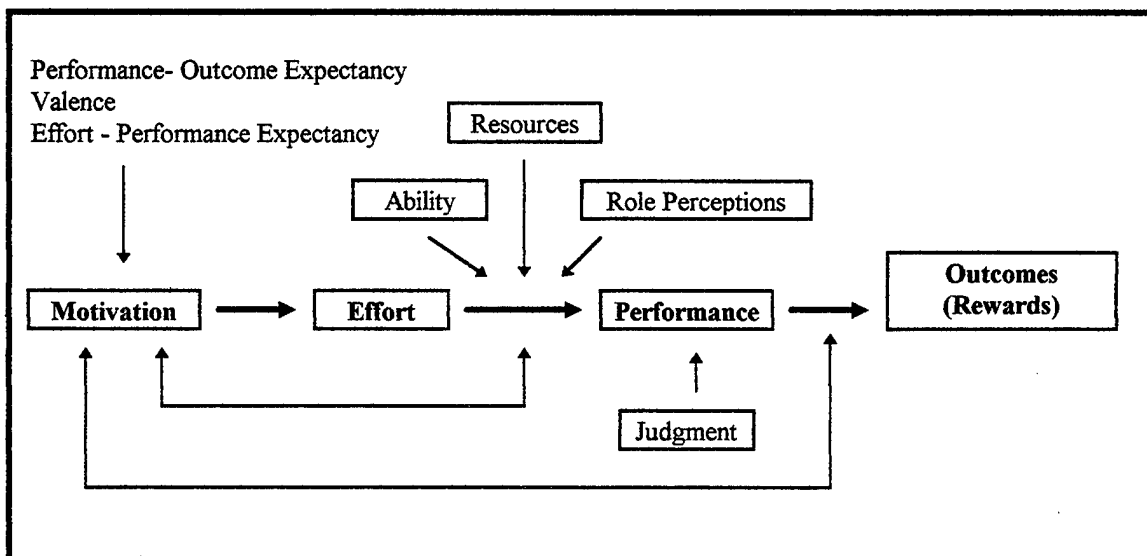 Performance- Outcome Expectancy
Valence
Effort - Performance Expectancy
Resources
Ability
Role Perceptions
Motivation
Effort
Performance
Outcomes
(Rewards)
Judgment